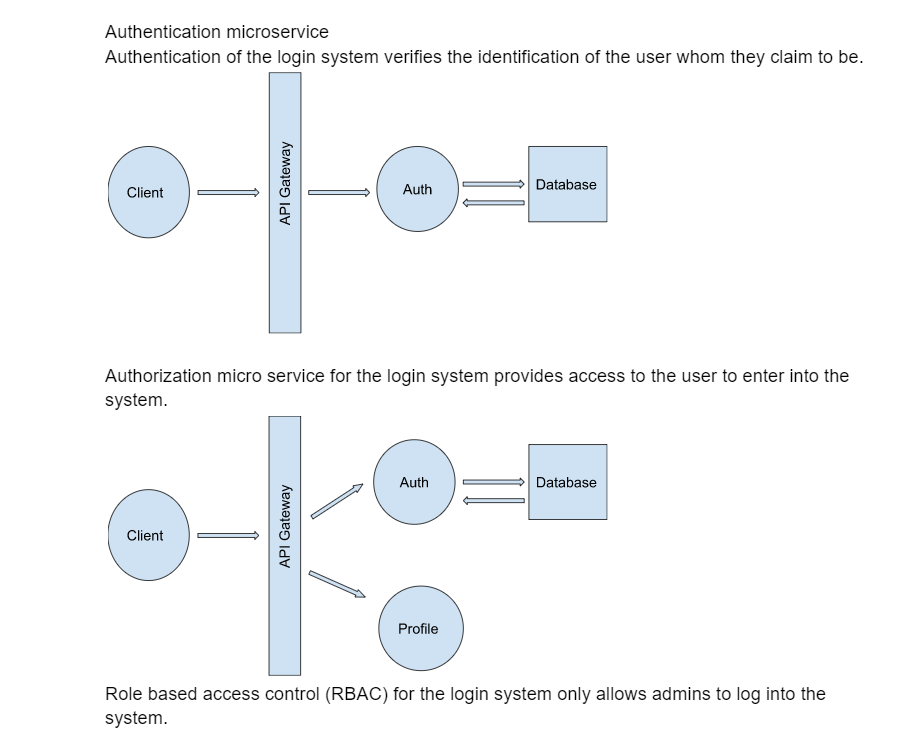 Authentication microservice
Authentication of the login system verifies the identification of the user whom they claim to be.
Client
API Gateway
Auth
Database
Authorization micro service for the login system provides access to the user to enter into the
system.
Client
API Gateway
Auth
Database
Profile
Role based access control (RBAC) for the login system only allows admins to log into the
system.